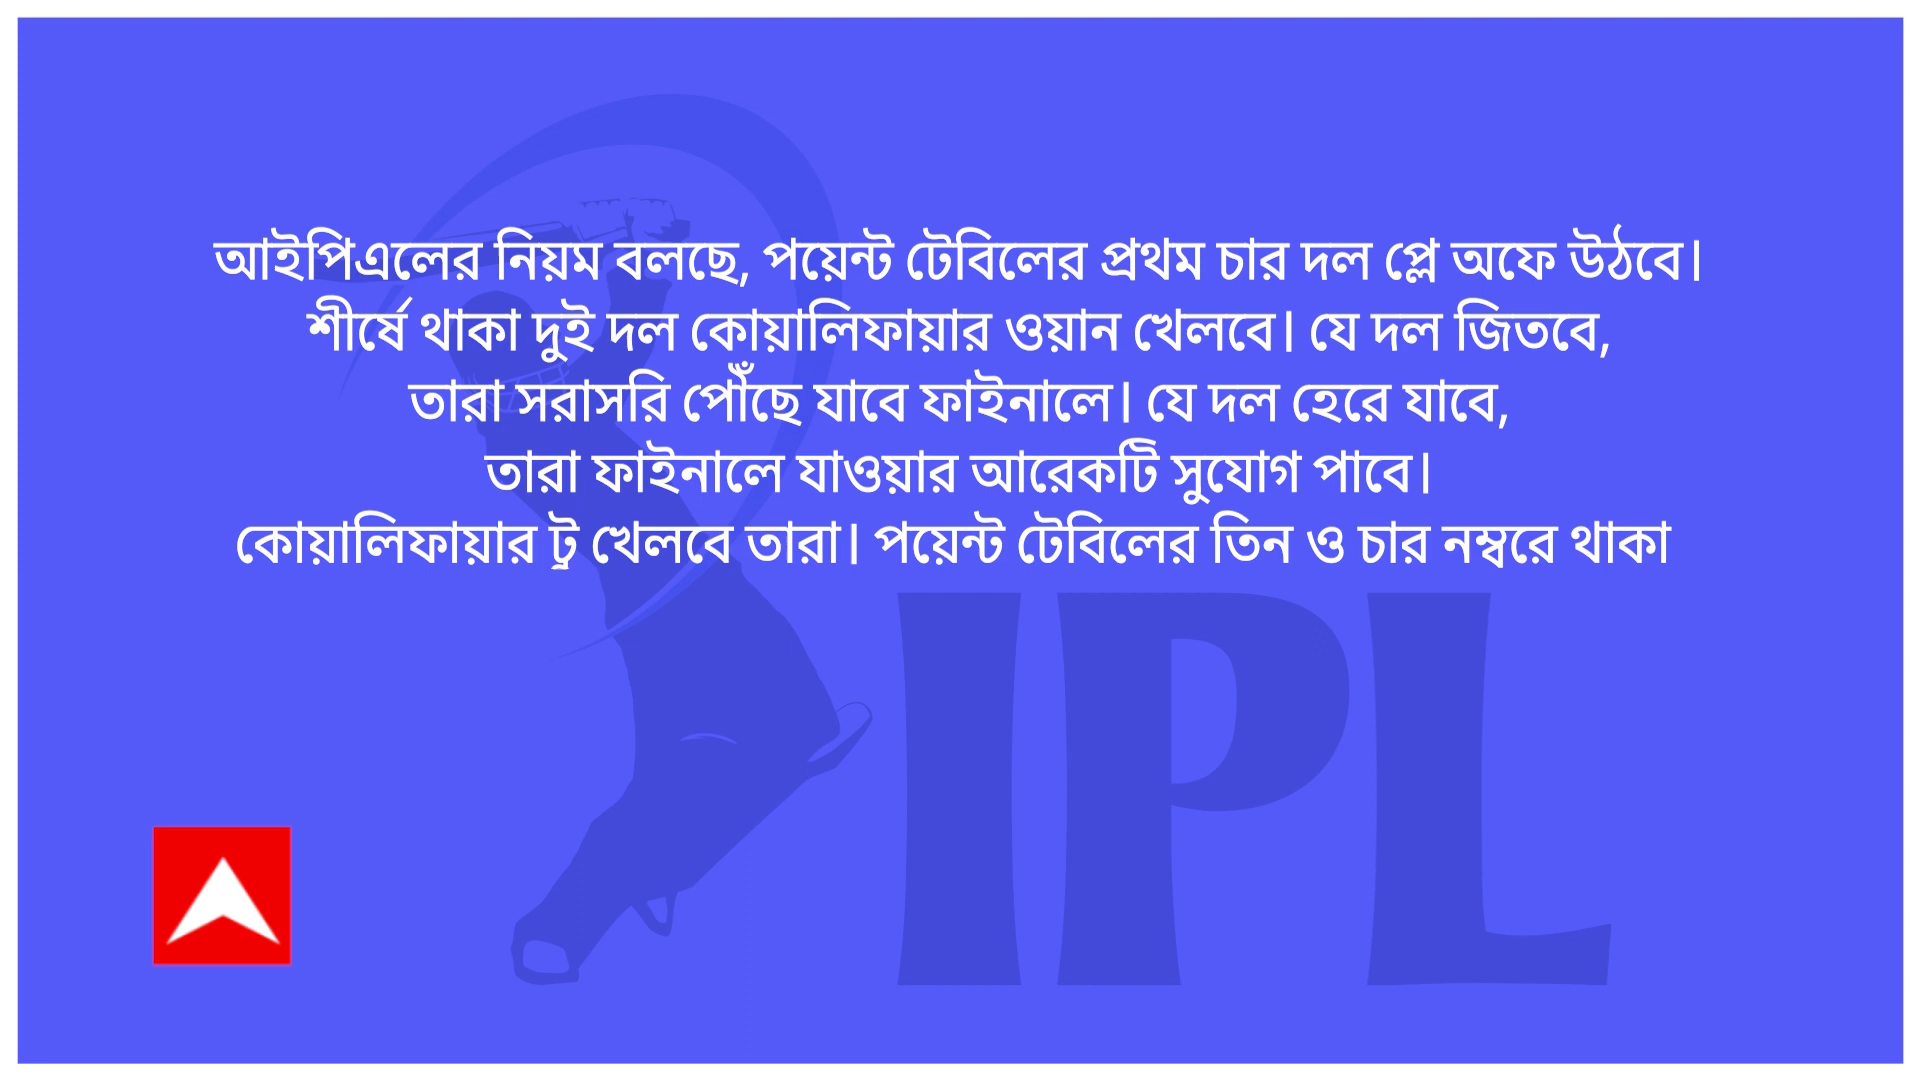 আইপিএলের নিয়ম বলছে, পয়েন্ট টেবিলের প্রথম চার দল প্লে অফে উঠবে।
শীর্ষে থাকা দুই দল কোয়ালিফায়ার ওয়ান খেলবে। যে দল জিতবে,
তারা সরাসরি পৌঁছে যাবে ফাইনালে। যে দল হেরে যাবে,
তারা ফাইনালে যাওয়ার আরেকটি সুযোগ পাবে।
কোয়ালিফায়ার টু খেলবে তারা। পয়েন্ট টেবিলের তিন ও চার নম্বরে থাকা
IPL